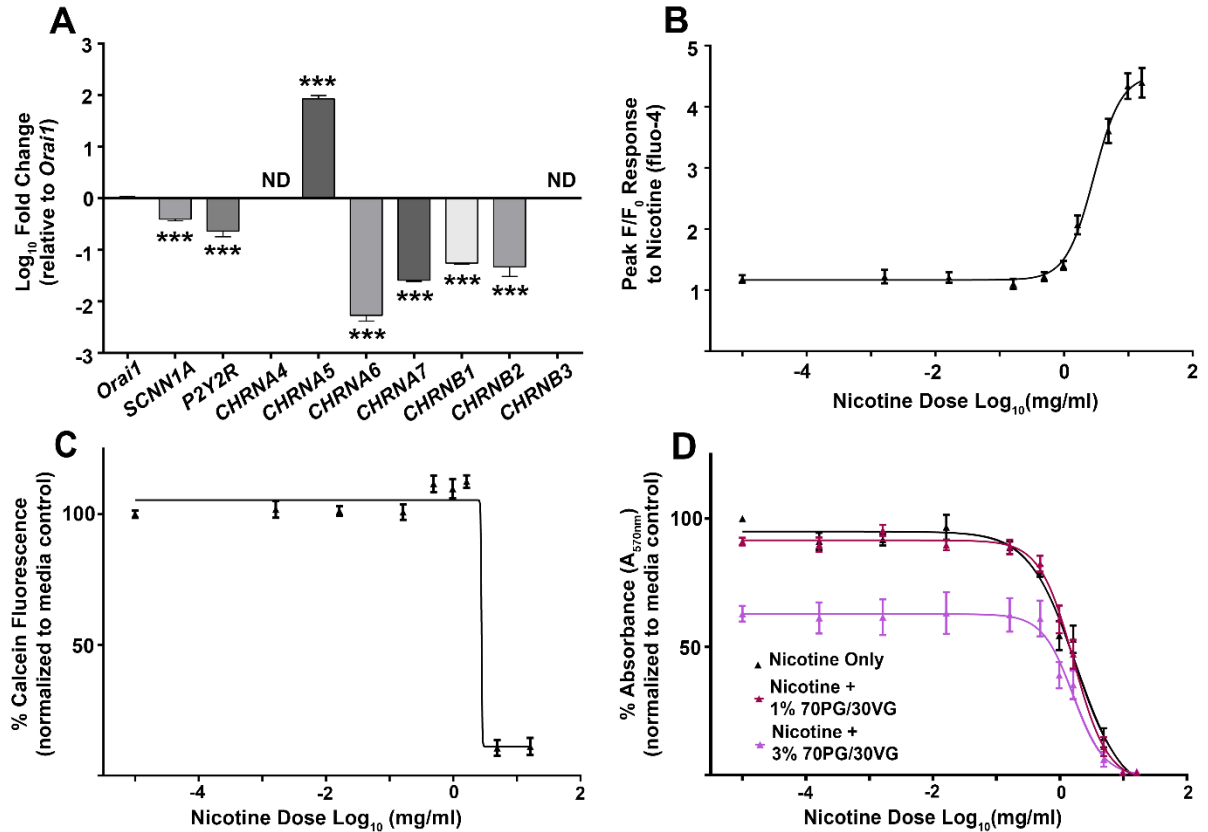 A
Log10 Fold Change
(relative to Orai1)
3
2
1
0
-1
-2
-3
***
***
***
ND
***
***
***
***
***
ND
Orai1
SCNN1A
P2Y2R
CHRNA4
CHRNA5
CHRNA6
CHRNA7
CHRNB1
CHRNB2
CHRNB3
B
Peak F/F0 Response
to Nicotine (fluo-4)
5
4
3
2
1
-4
-2
0
2
Nicotine Dose Log10(mg/ml)
C
% Calcein Fluorescence
(normalized to media control)
100
50
-4
-2
0
2
Nicotine Dose Log10 (mg/ml)
D
% Absorbance (A570nm)
(normalized to media control)
100
50
Nicotine Only
Nicotine +
1% 70PG/30VG
Nicotine +
3% 70PG/30VG
-4
-2
0
2
Nicotine Dose Log10(mg/ml)